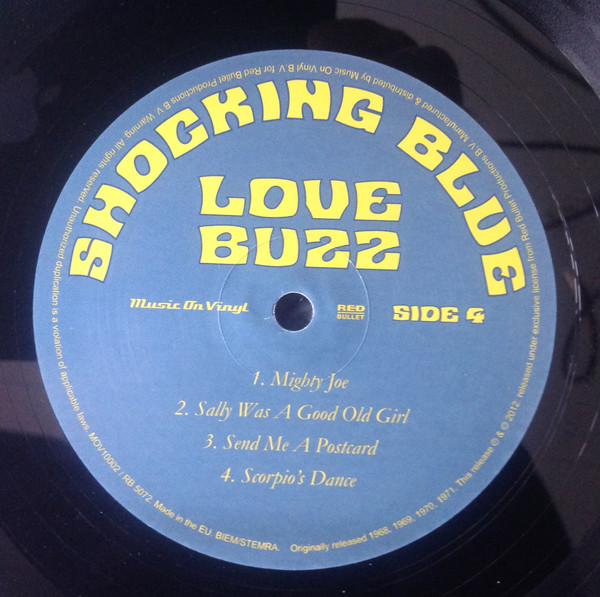 SHOCKING BLUE
LOVE
BUZZ
Music On Vinyl
RED
BULLET
SIDE 4
1. Mighty Joe
2. Sally Was A Good Old Girl
3. Send Me A Postcard
4. Scorpio's Dance
Originally released 1968, 1969, 1970, 1971. This release ℗ & © 2012, released under exclusive license from Red Bullet Productions B.V. Manufactured & distributed by Music On Vinyl B.V. for Red Bullet Productions B.V. Warning: All rights reserved. Unauthorized duplication is a violation of applicable laws. MOV10002 / RB 5072. Made in the EU. BIEM/STEMRA.